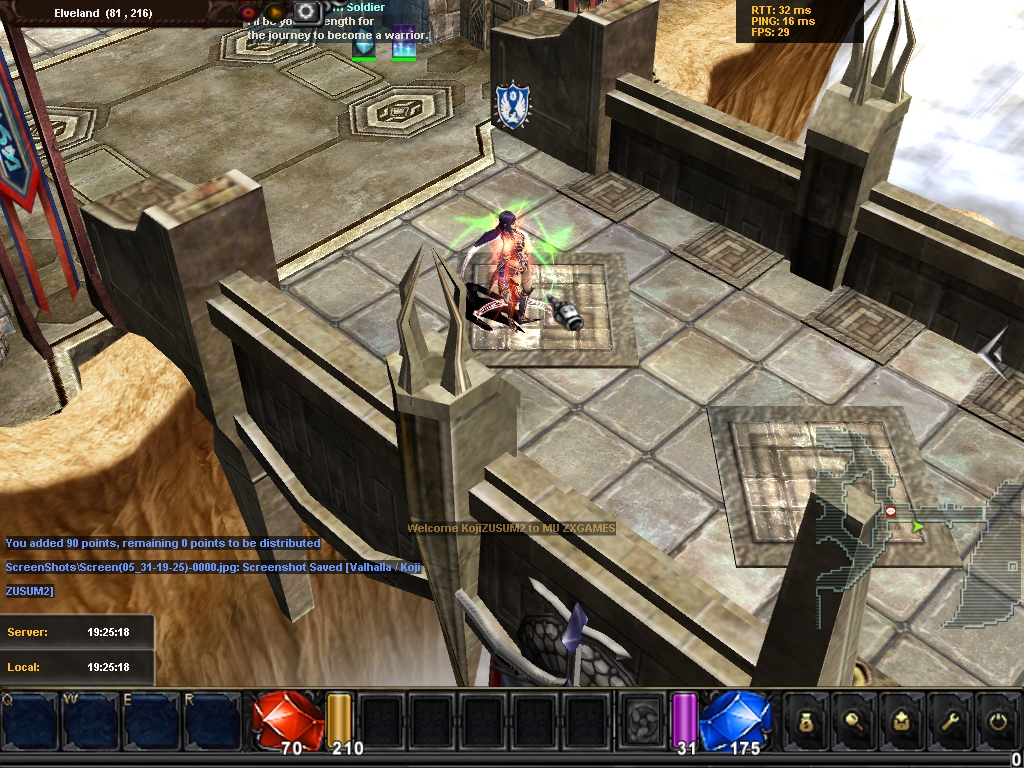 Elveland (81 , 216)
Soldier
RTT: 32 ms
PING: 16 ms
FPS: 29
ength for
the journey to become a warrior.
Welcome KojiZUSUM2 to MU ZXGAMES
You added 90 points, remaining 0 points to be distributed
ScreenShots\Screen(05_31-19-25)-0000.jpg: Screenshot Saved [Valhalla / Koji
ZUSUM2]
Server: 19:25:18
Local: 19:25:18
Q W E R
70 210 31 175
0